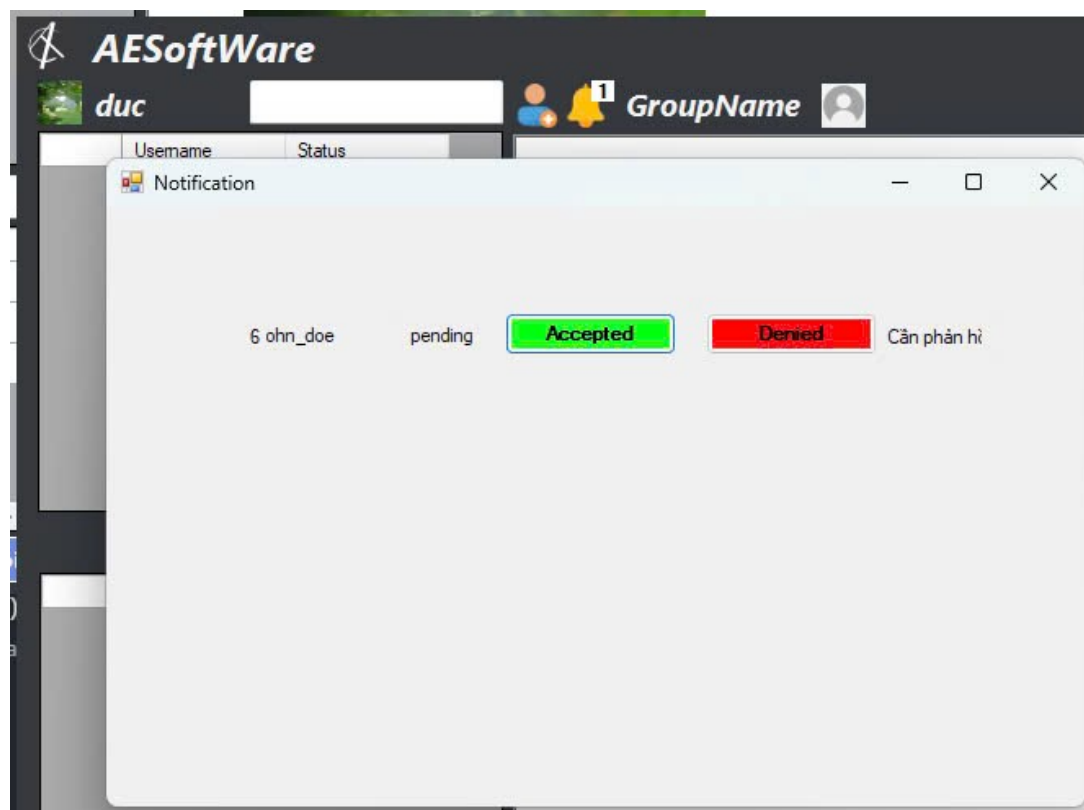 AESoftWare
duc
1
GroupName
Username Status
Notification
6 ohn_doe pending Accepted Denied Cần phản hồ